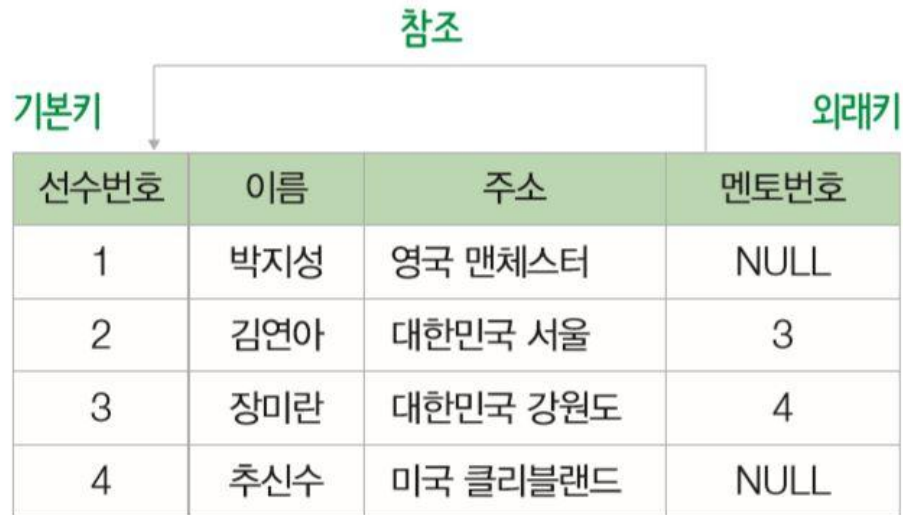 참조
기본키 외래키
선수번호 이름 주소 멘토번호
1 박지성 영국 맨체스터 NULL
2 김연아 대한민국 서울 3
3 장미란 대한민국 강원도 4
4 추신수 미국 클리블랜드 NULL